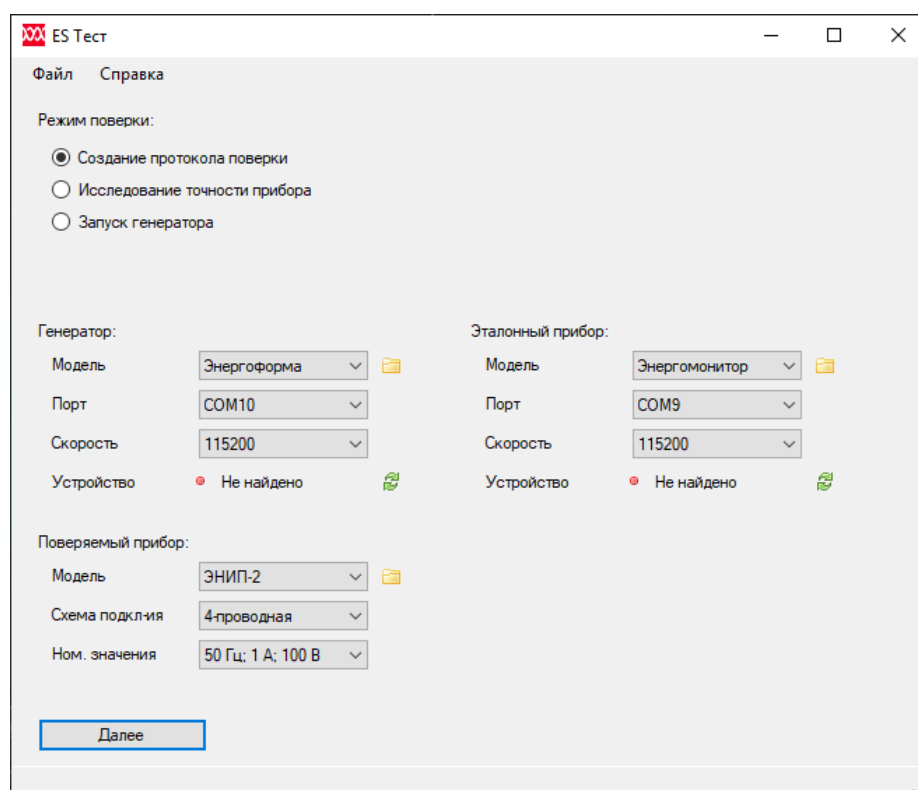 ES Тест
Файл Справка
Режим поверки:
Создание протокола поверки
Исследование точности прибора
Запуск генератора
Генератор:
Модель Энергоформа
Порт COM10
Скорость 115200
Устройство Не найдено
Эталонный прибор:
Модель Энергомонитор
Порт COM9
Скорость 115200
Устройство Не найдено
Поверяемый прибор:
Модель ЭНИП-2
Схема подкл-ия 4-проводная
Ном. значения 50 Гц; 1 А; 100 В
Далее